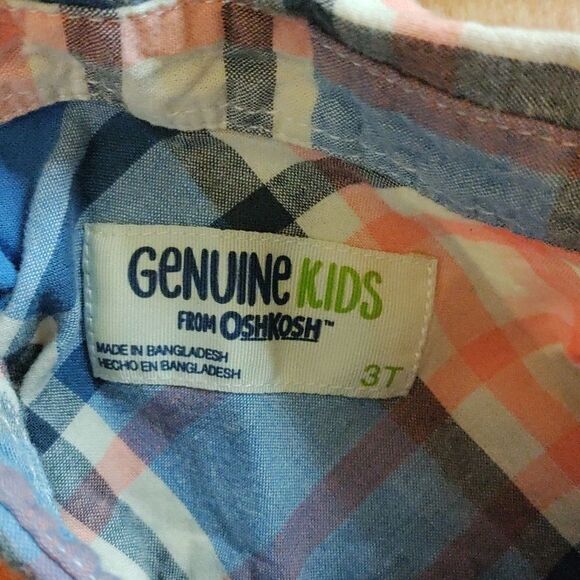 GENUINE KIDS
FROM OSHKOSH™
MADE IN BANGLADESH
HECHO EN BANGLADESH
3T